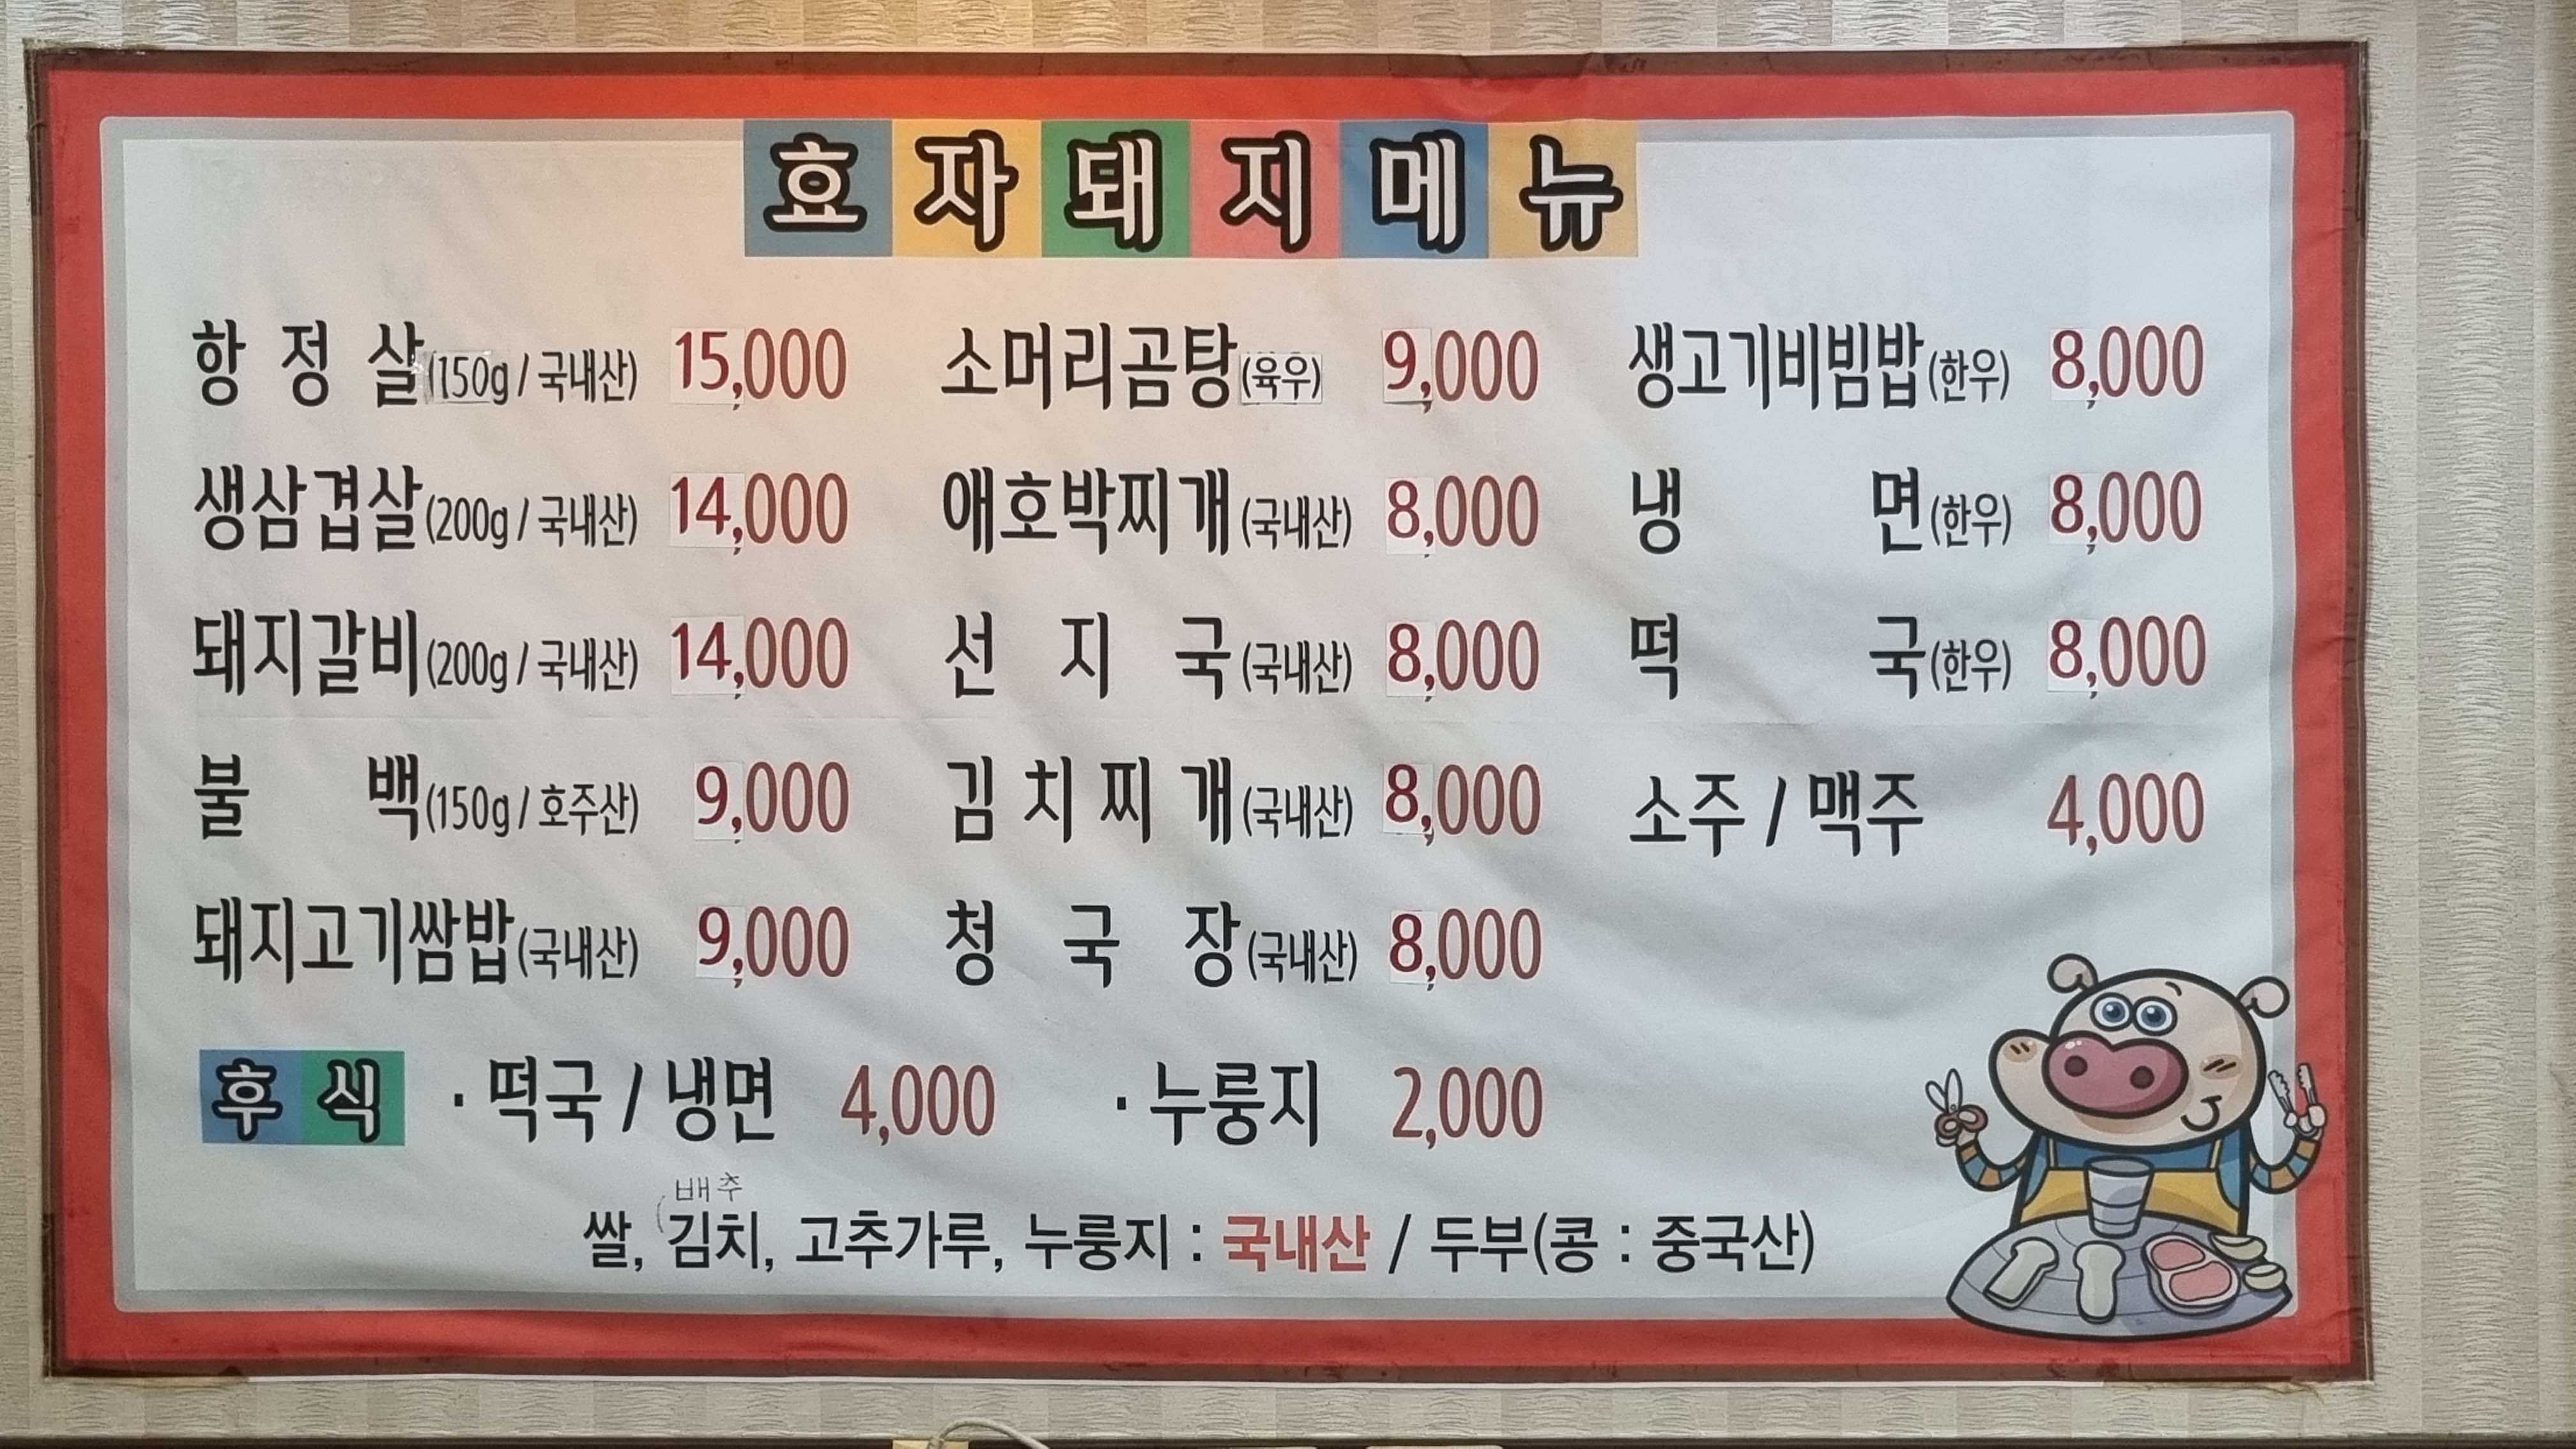 효자돼지메뉴
항정살(150g / 국내산) 15,000
생삼겹살(200g / 국내산) 14,000
돼지갈비(200g / 국내산) 14,000
불백(150g / 호주산) 9,000
돼지고기쌈밥(국내산) 9,000
소머리곰탕(육우) 9,000
애호박찌개(국내산) 8,000
선지국(국내산) 8,000
김치찌개(국내산) 8,000
청국장(국내산) 8,000
생고기비빔밥(한우) 8,000
냉면(한우) 8,000
떡국(한우) 8,000
소주 / 맥주 4,000
후식 · 떡국 / 냉면 4,000 · 누룽지 2,000
배추
쌀, 김치, 고추가루, 누룽지 : 국내산 / 두부(콩 : 중국산)